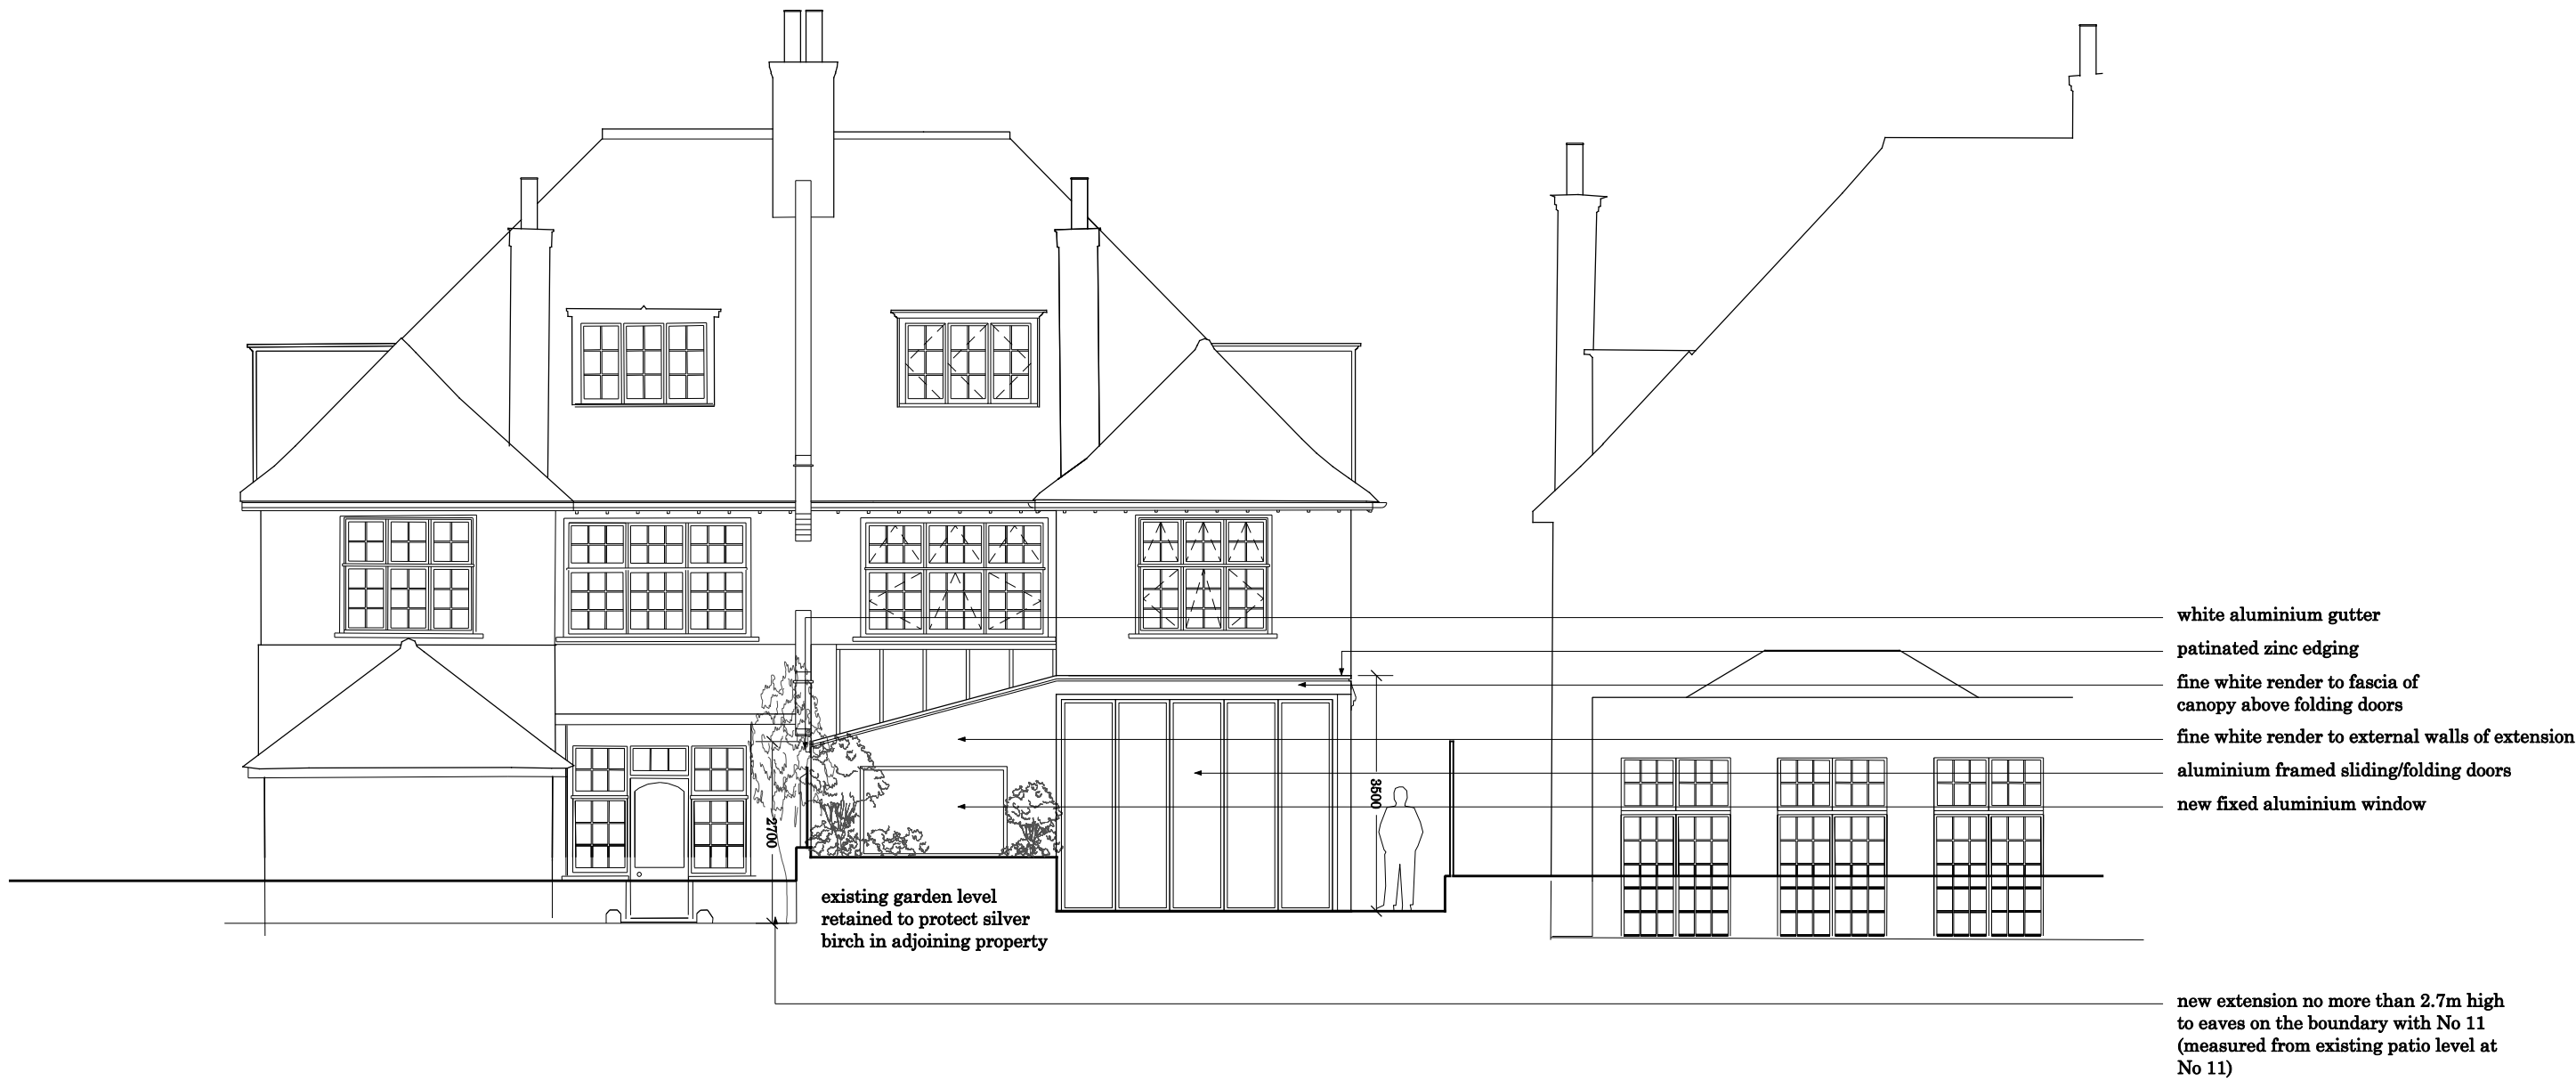 white aluminium gutter
patinated zinc edging
fine white render to fascia of
canopy above folding doors
fine white render to external walls of extension
aluminium framed sliding/folding doors
new fixed aluminium window
3500
2700
existing garden level
retained to protect silver
birch in adjoining property
new extension no more than 2.7m high
to eaves on the boundary with No 11
(measured from existing patio level at
No 11)